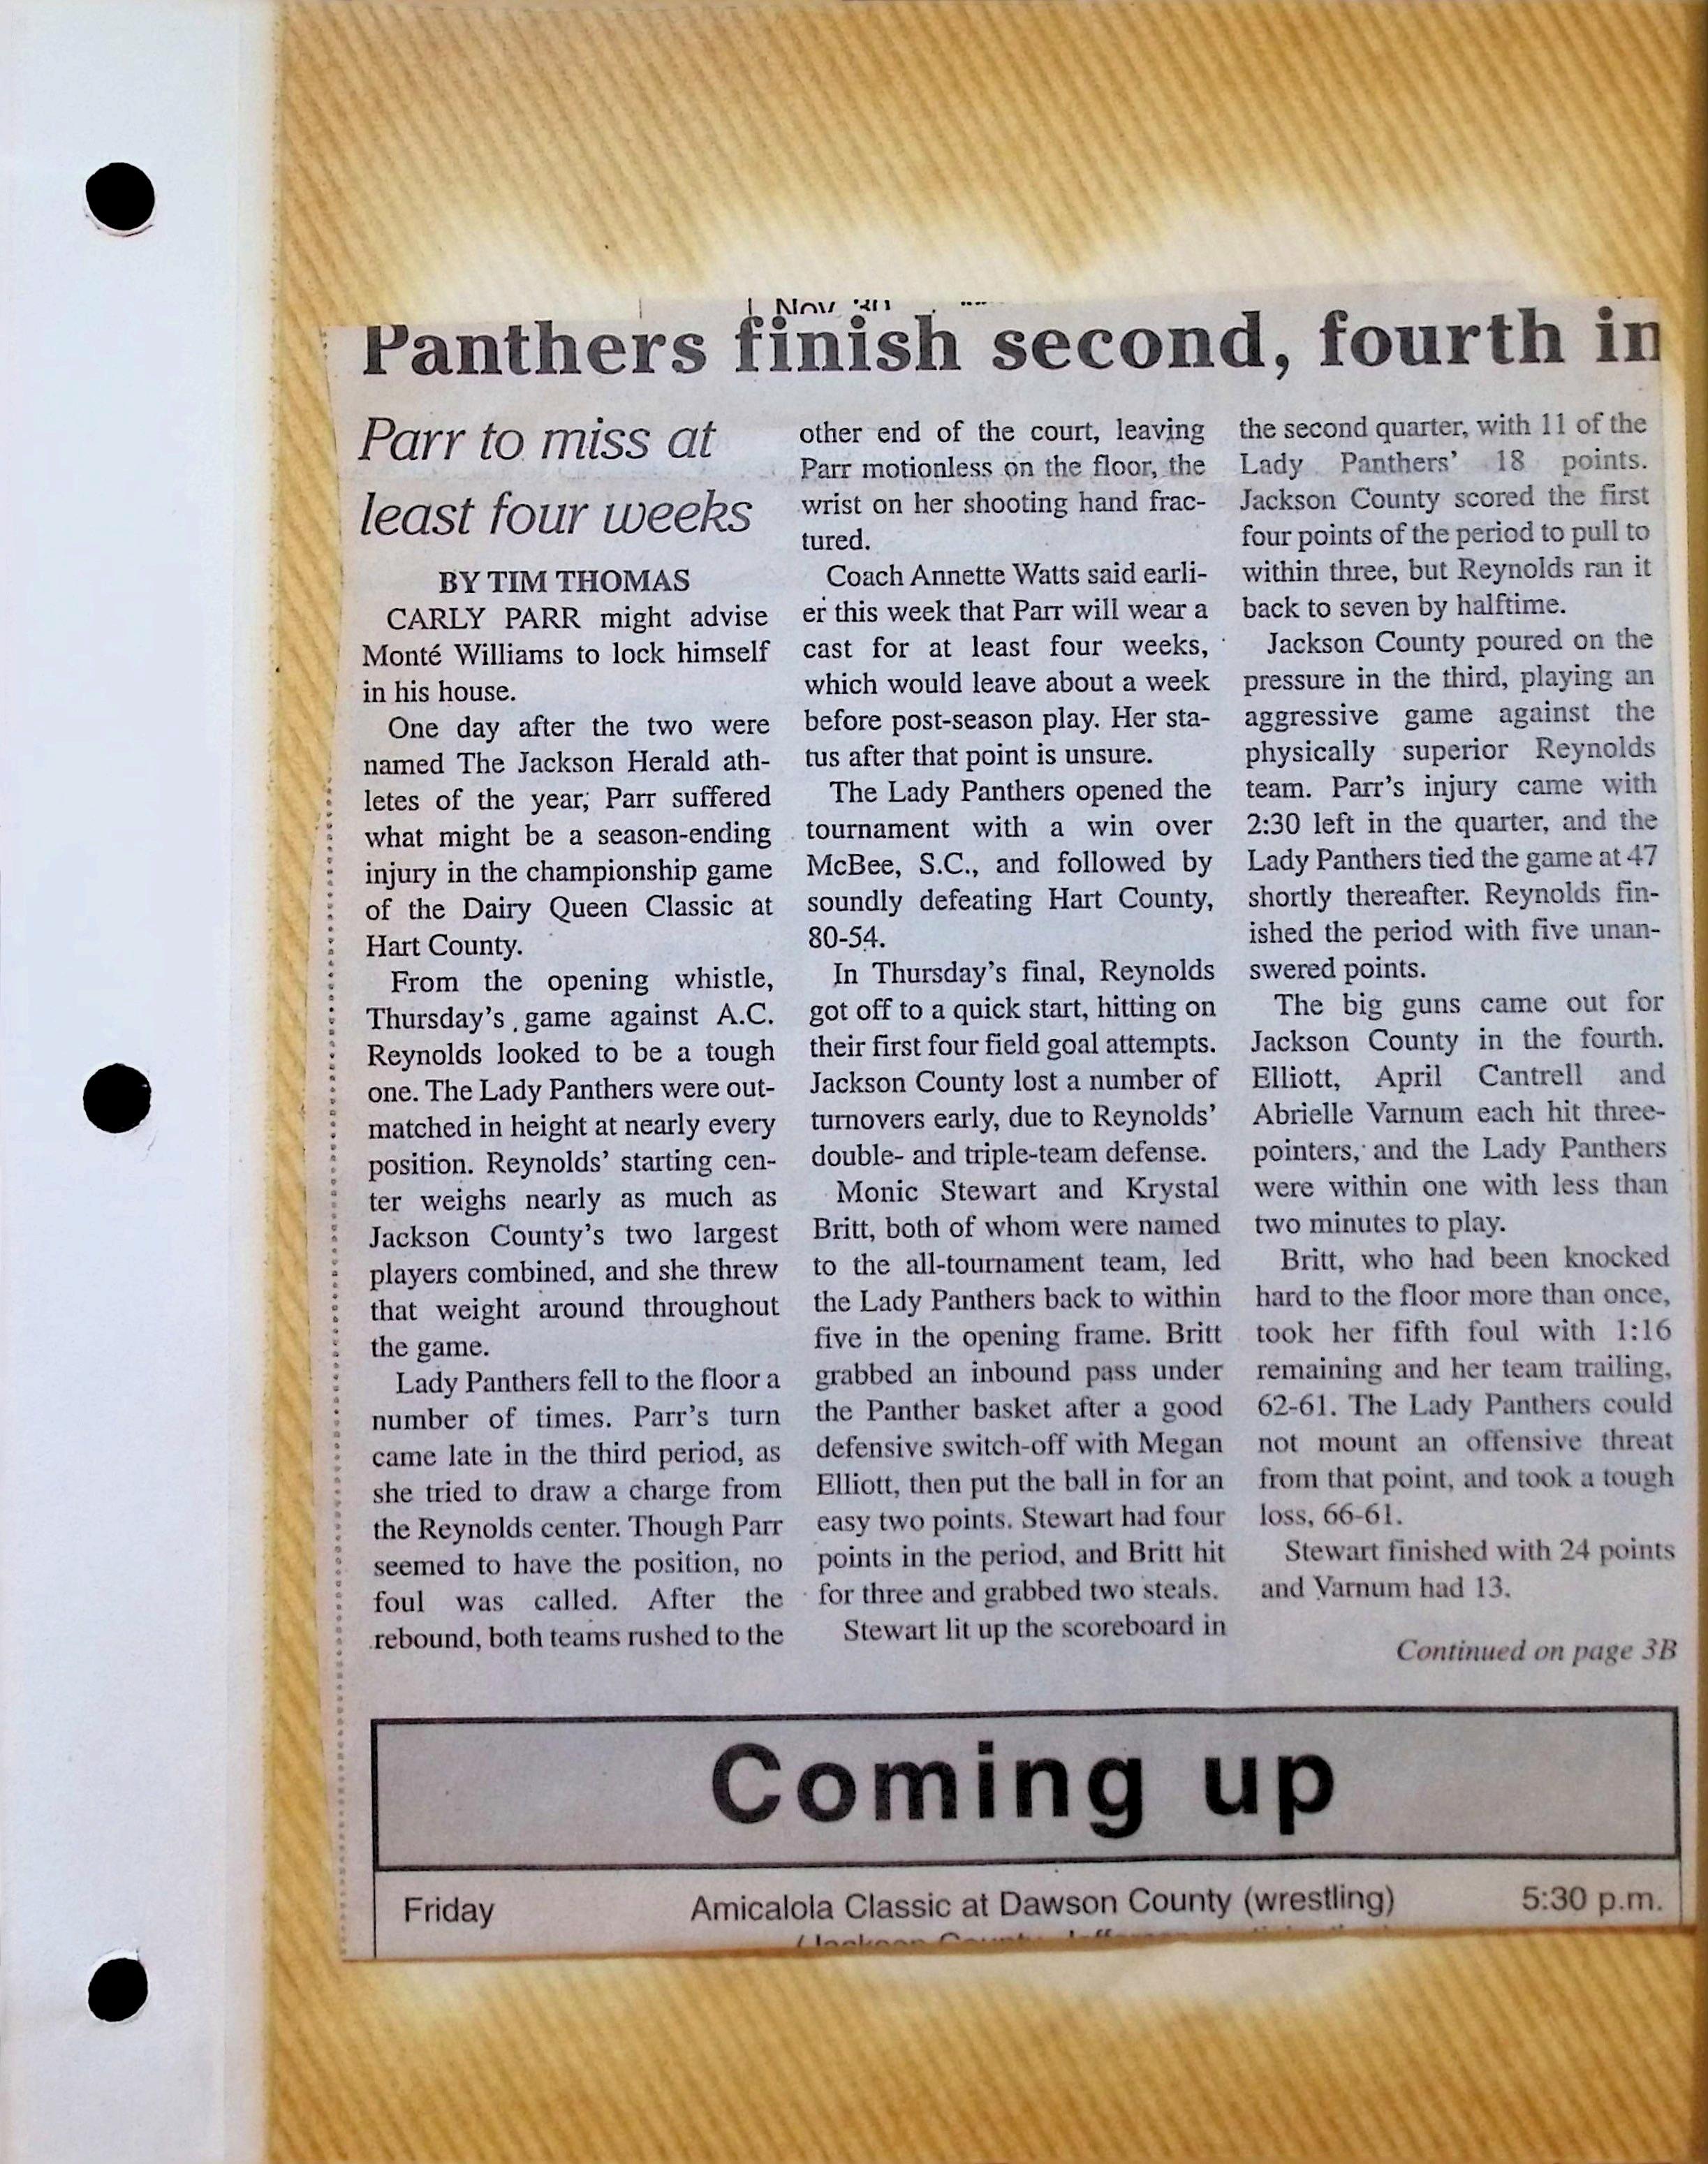 Nov 30
Panthers finish second, fourth in
Parr to miss at
least four weeks
BY TIM THOMAS
CARLY PARR might advise
Monté Williams to lock himself
in his house.
One day after the two were
named The Jackson Herald ath-
letes of the year, Parr suffered
what might be a season-ending
injury in the championship game
of the Dairy Queen Classic at
Hart County.
From the opening whistle,
Thursday's game against A.C.
Reynolds looked to be a tough
one. The Lady Panthers were out-
matched in height at nearly every
position. Reynolds' starting cen-
ter weighs nearly as much as
Jackson County's two largest
players combined, and she threw
that weight around throughout
the game.
Lady Panthers fell to the floor a
number of times. Parr's turn
came late in the third period, as
she tried to draw a charge from
the Reynolds center. Though Parr
seemed to have the position, no
foul was called. After the
rebound, both teams rushed to the
other end of the court, leaving
Parr motionless on the floor, the
wrist on her shooting hand frac-
tured.
Coach Annette Watts said earli-
er this week that Parr will wear a
cast for at least four weeks,
which would leave about a week
before post-season play. Her sta-
tus after that point is unsure.
The Lady Panthers opened the
tournament with a win over
McBee, S.C., and followed by
soundly defeating Hart County,
80-54.
In Thursday's final, Reynolds
got off to a quick start, hitting on
their first four field goal attempts.
Jackson County lost a number of
turnovers early, due to Reynolds'
double- and triple-team defense.
Monic Stewart and Krystal
Britt, both of whom were named
to the all-tournament team, led
the Lady Panthers back to within
five in the opening frame. Britt
grabbed an inbound pass under
the Panther basket after a good
defensive switch-off with Megan
Elliott, then put the ball in for an
easy two points. Stewart had four
points in the period, and Britt hit
for three and grabbed two steals.
Stewart lit up the scoreboard in
the second quarter, with 11 of the
Lady Panthers' 18 points.
Jackson County scored the first
four points of the period to pull to
within three, but Reynolds ran it
back to seven by halftime.
Jackson County poured on the
pressure in the third, playing an
aggressive game against the
physically superior Reynolds
team. Parr's injury came with
2:30 left in the quarter, and the
Lady Panthers tied the game at 47
shortly thereafter. Reynolds fin-
ished the period with five unan-
swered points.
The big guns came out for
Jackson County in the fourth.
Elliott, April Cantrell and
Abrielle Varnum each hit three-
pointers, and the Lady Panthers
were within one with less than
two minutes to play.
Britt, who had been knocked
hard to the floor more than once,
took her fifth foul with 1:16
remaining and her team trailing,
62-61. The Lady Panthers could
not mount an offensive threat
from that point, and took a tough
loss, 66-61.
Stewart finished with 24 points
and Varnum had 13.
Continued on page 3B
Coming up
Friday Amicalola Classic at Dawson County (wrestling) 5:30 p.m.
(Jackson County,